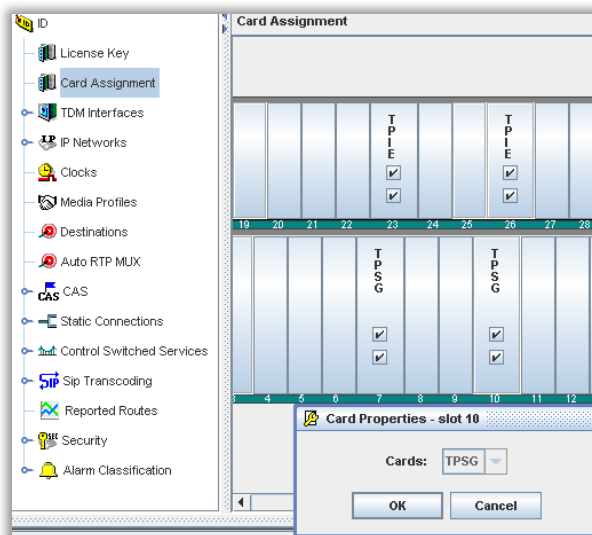 ID
Card Assignment
License Key
Card Assignment
TDM Interfaces
IP Networks
Clocks
Media Profiles
Destinations
Auto RTP MUX
CAS
CAS
Static Connections
Control Switched Services
SIP
Sip Transcoding
Reported Routes
Security
Alarm Classification
TPIE
TPIE
19 20 21 22 23 24 25 26 27 28
TPSG
TPSG
3 4 5 6 7 8 9 10 11 12
Card Properties - slot 10
Cards: TPSG
OK Cancel